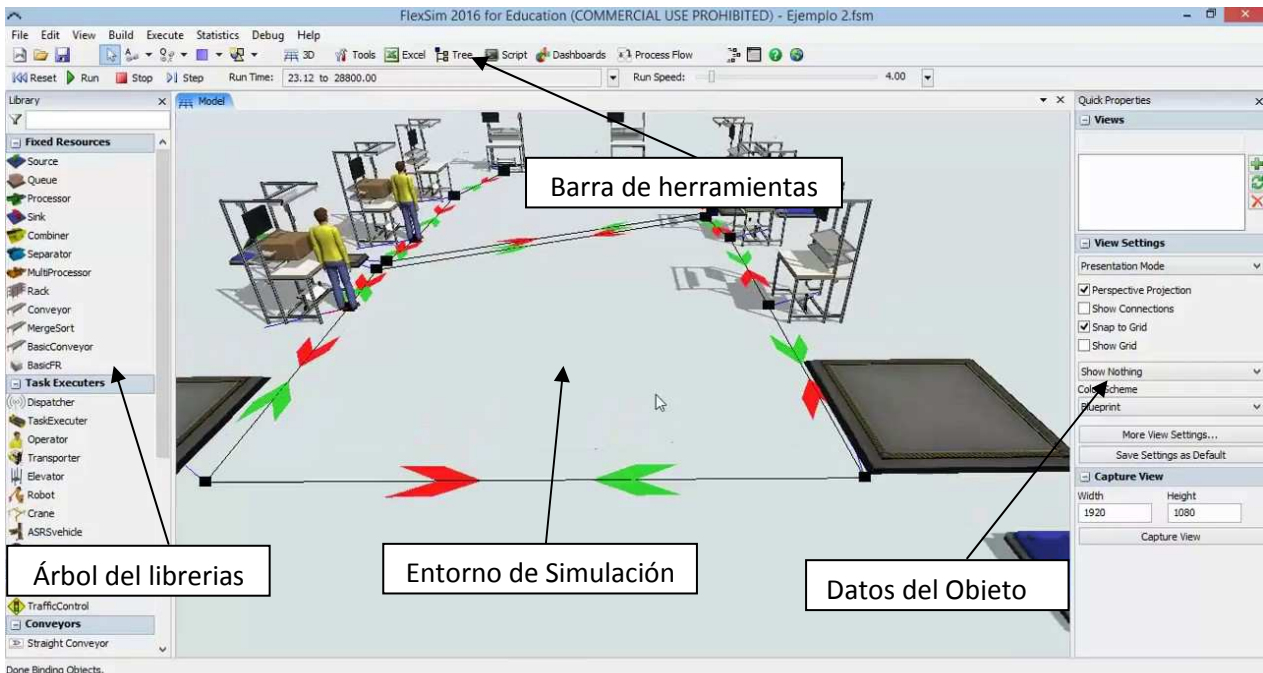 FlexSim 2016 for Education (COMMERCIAL USE PROHIBITED) - Ejemplo 2.fsm
File Edit View Build Execute Statistics Debug Help
3D Tools Excel Tree Script Dashboards Process Flow
Reset Run Stop Step Run Time: 23.12 to 28800.00 Run Speed: 4.00
Library
Model
Quick Properties
Fixed Resources
Source
Queue
Processor
Sink
Combiner
Separator
MultiProcessor
Rack
Conveyor
MergeSort
BasicConveyor
BasicFR
Task Executers
Dispatcher
TaskExecuter
Operator
Transporter
Elevator
Robot
Crane
ASRSvehicle
TrafficControl
Conveyors
Straight Conveyor
Barra de herramientas
Árbol del librerias
Entorno de Simulación
Datos del Objeto
Views
View Settings
Presentation Mode
Perspective Projection
Show Connections
Snap to Grid
Show Grid
Show Nothing
Color Scheme
Blueprint
More View Settings...
Save Settings as Default
Capture View
Width Height
1920 1080
Capture View
Done Binding Objects.